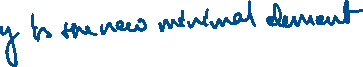 y is the new minimal element